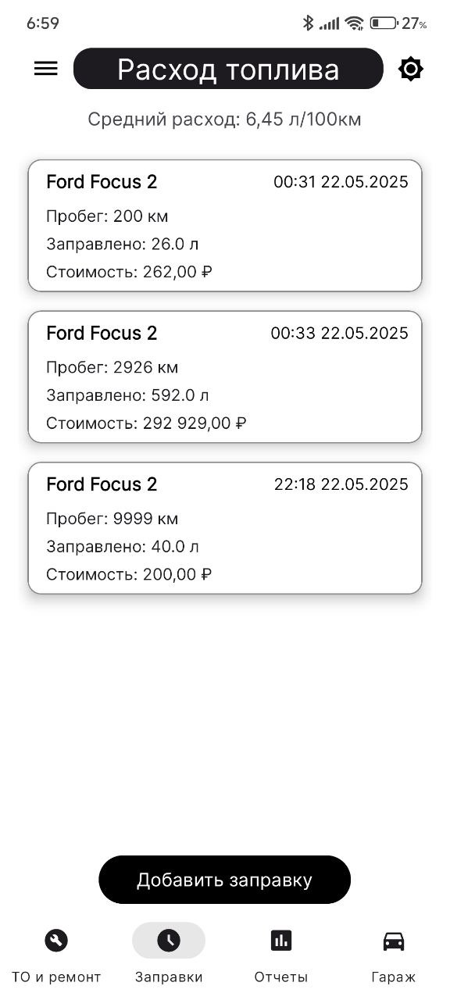 6:59 27%
Расход топлива
Средний расход: 6,45 л/100км
Ford Focus 2 00:31 22.05.2025
Пробег: 200 км
Заправлено: 26.0 л
Стоимость: 262,00 ₽
Ford Focus 2 00:33 22.05.2025
Пробег: 2926 км
Заправлено: 592.0 л
Стоимость: 292 929,00 ₽
Ford Focus 2 22:18 22.05.2025
Пробег: 9999 км
Заправлено: 40.0 л
Стоимость: 200,00 ₽
Добавить заправку
ТО и ремонт Заправки Отчеты Гараж